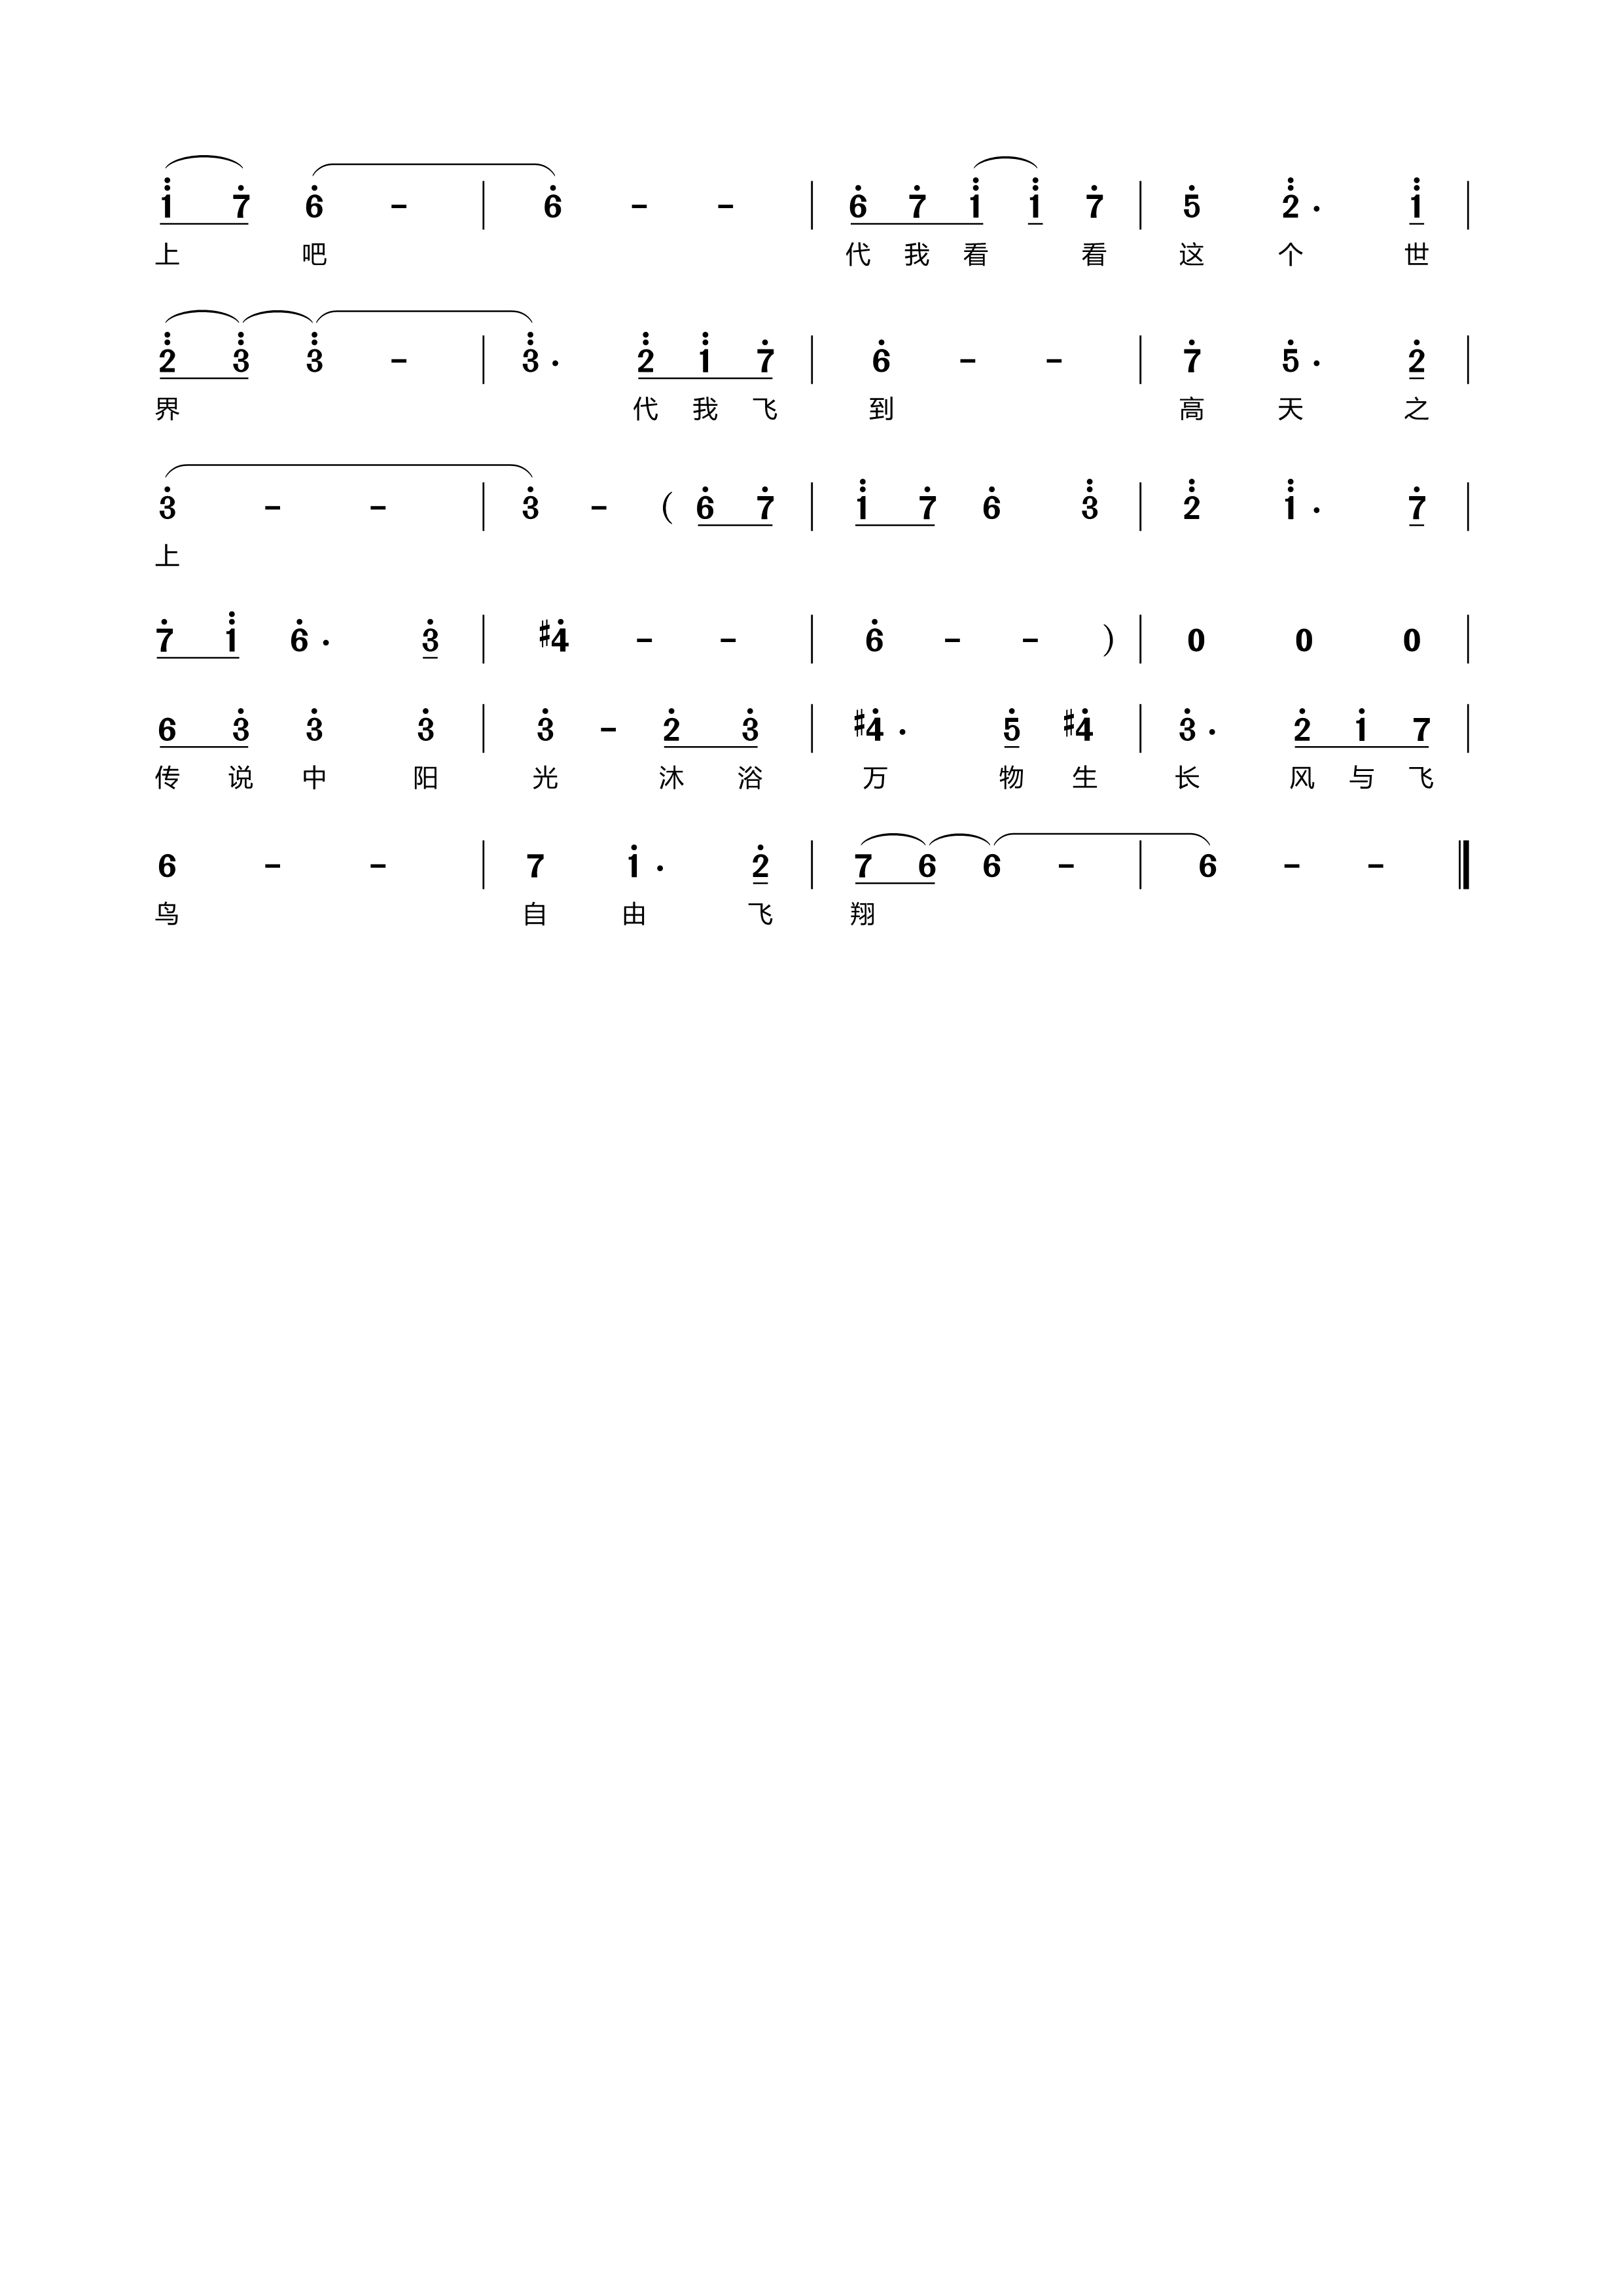 1̈ 7̇ 6̇ - | 6̇ - - | 6̇ 7̇ 1̈ 1̈ 7̇ | 5̇ 2̈ . 1̈ |
上 吧 代 我 看 看 这 个 世
2̈ 3̈ 3̈ - | 3̈ . 2̈ 1̈ 7̇ | 6̇ - - | 7̇ 5̇ . 2̇ |
界 代 我 飞 到 高 天 之
3̇ - - | 3̇ - ( 6̇ 7̇ | 1̈ 7̇ 6̇ 3̈ | 2̈ 1̈ . 7̇ |
上
7̇ 1̈ 6̇ . 3̇ | #4̇ - - | 6̇ - - ) | 0 0 0 |
6 3̇ 3̇ 3̇ | 3̇ - 2̇ 3̇ | #4̇ . 5̇ #4̇ | 3̇ . 2̇ 1̇ 7 |
传 说 中 阳 光 沐 浴 万 物 生 长 风 与 飞
6 - - | 7 1̇ . 2̇ | 7 6 6 - | 6 - - ‖
鸟 自 由 飞 翔